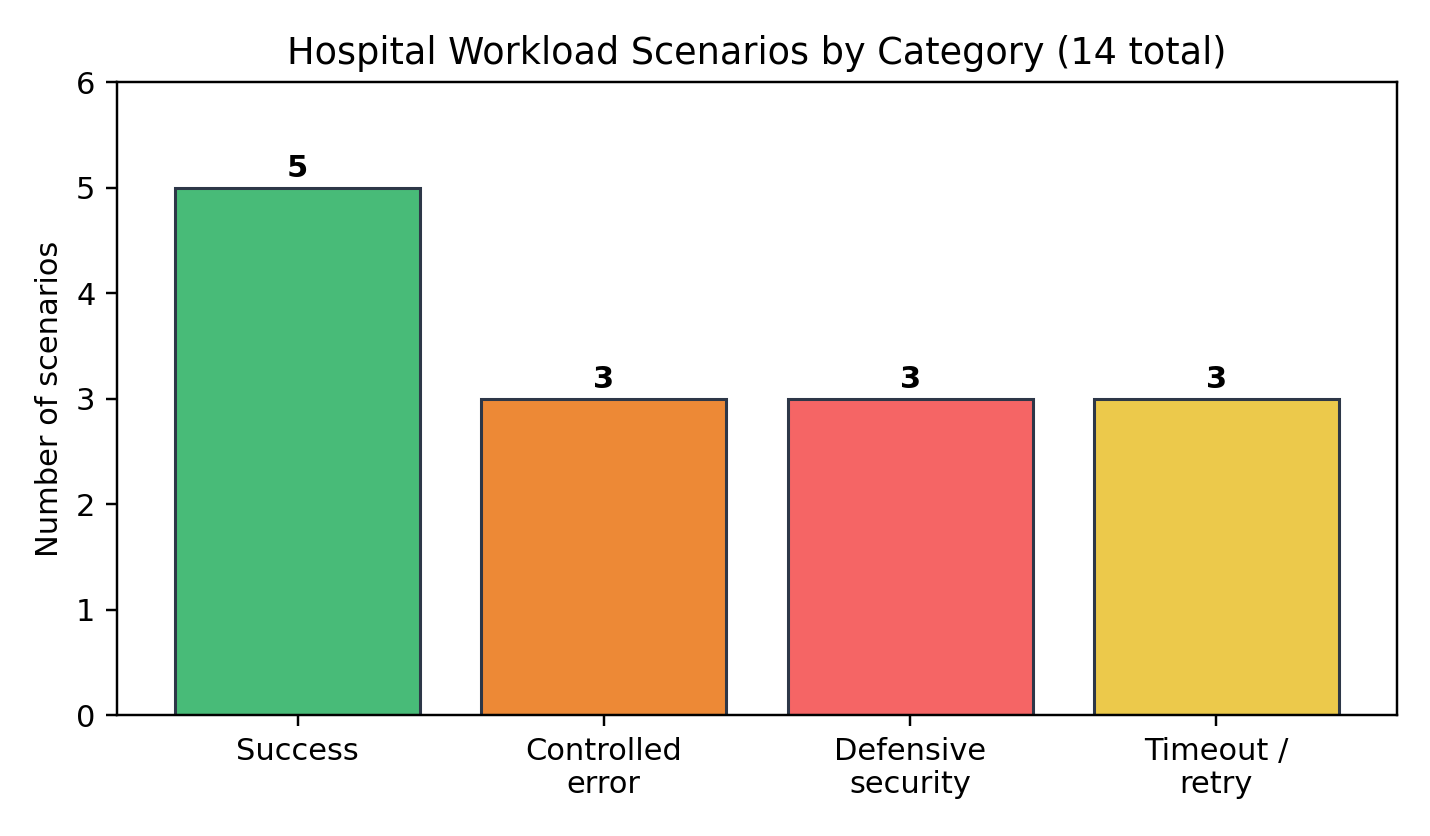 Hospital Workload Scenarios by Category (14 total)
Number of scenarios
6
5
4
3
2
1
0
5
3
3
3
Success
Controlled
error
Defensive
security
Timeout /
retry